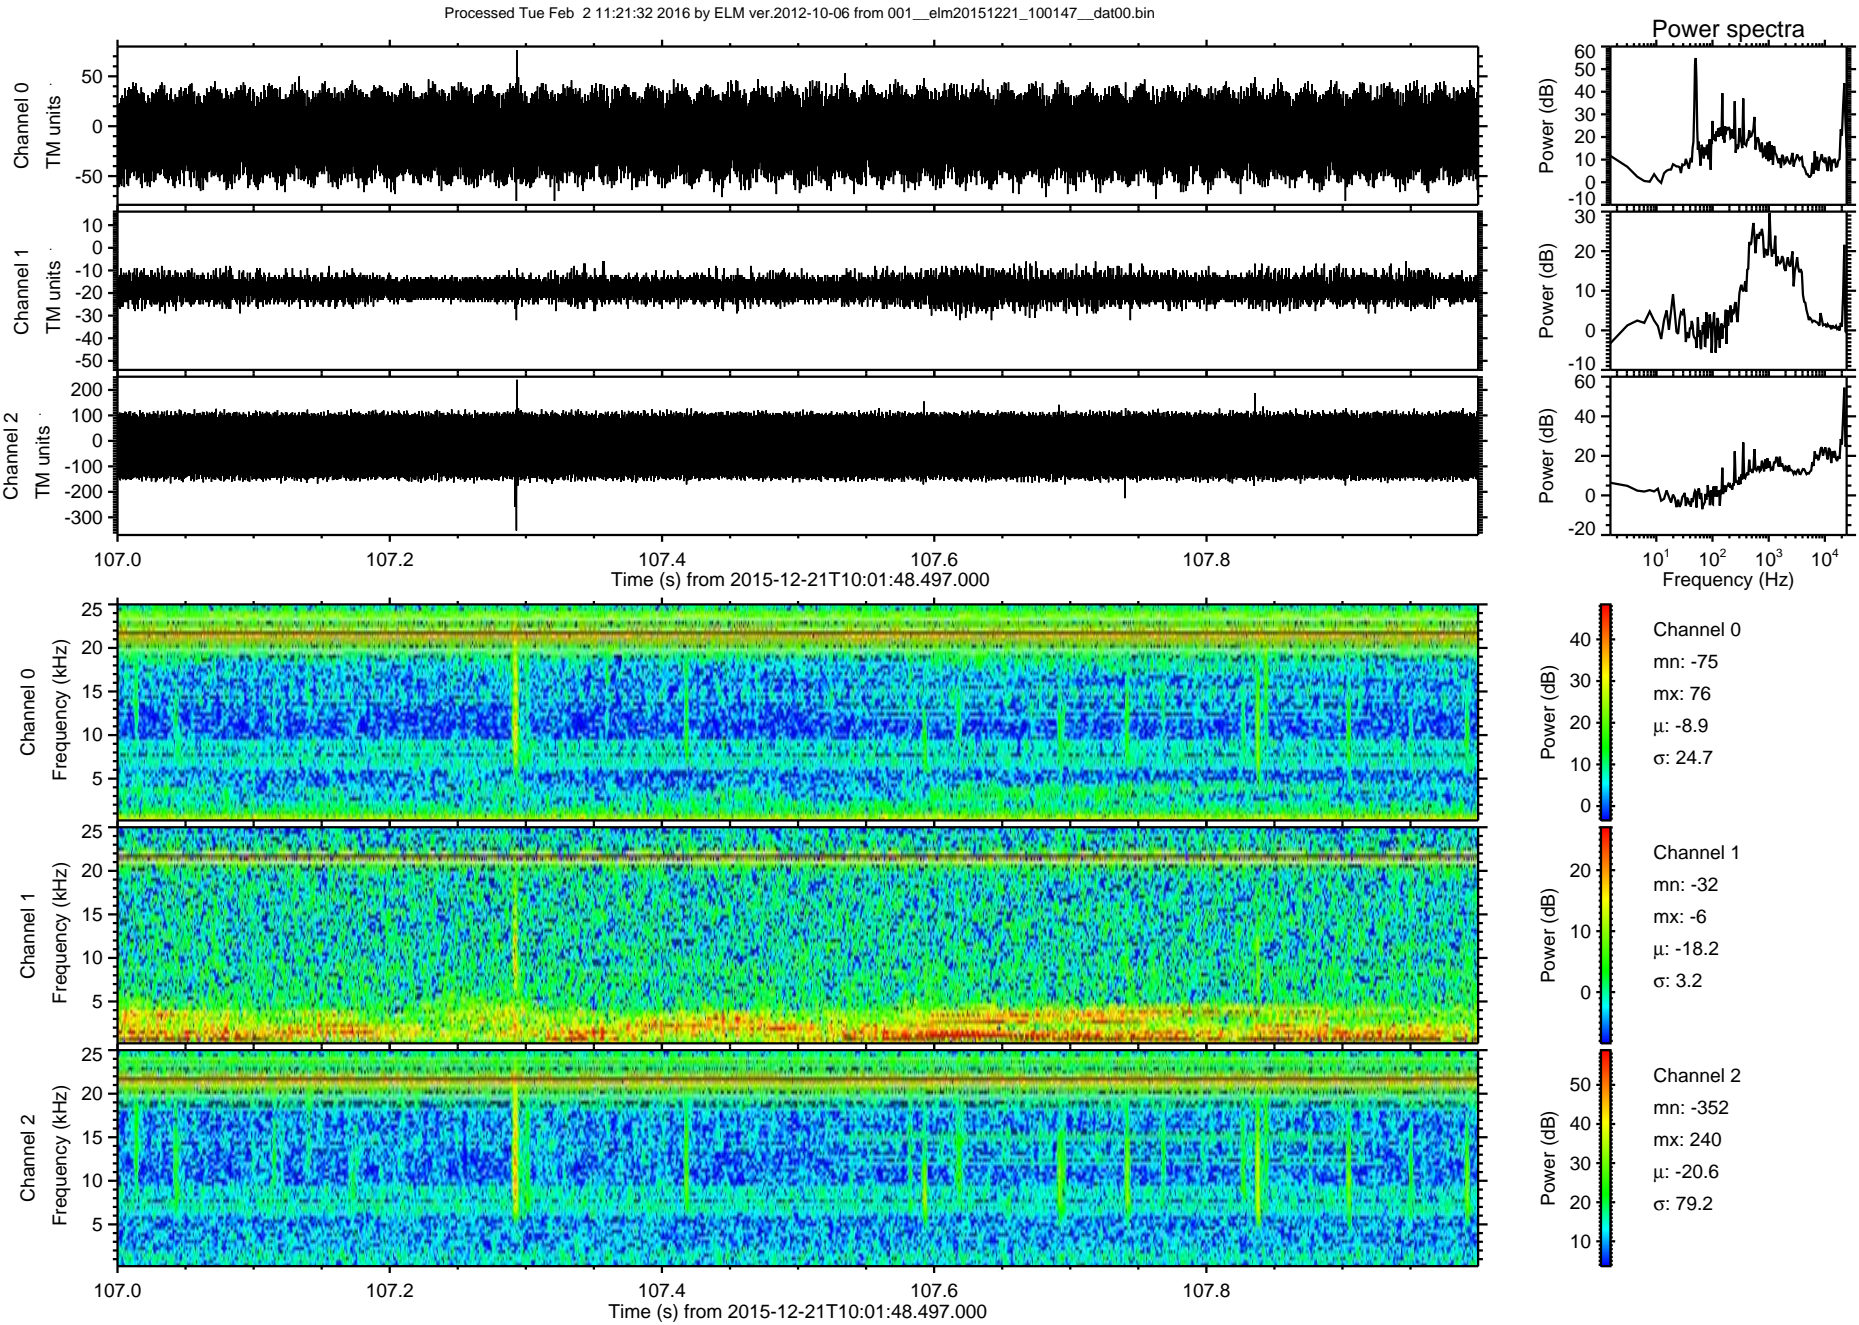 Processed Tue Feb  2 11:21:32 2016 by ELM ver.2012-10-06 from 001__elm20151221_100147__dat00.bin
Power spectra
Channel 0
TM units
50
0
-50
Power (dB)
60
50
40
30
20
10
0
-10
Channel 1
TM units
10
0
-10
-20
-30
-40
-50
Power (dB)
30
20
10
0
-10
Channel 2
TM units
200
100
0
-100
-200
-300
Power (dB)
60
40
20
0
-20
107.0 107.2 107.4 107.6 107.8
Time (s) from 2015-12-21T10:01:48.497.000
10¹ 10² 10³ 10⁴
Frequency (Hz)
Channel 0
Frequency (kHz)
25
20
15
10
5
Power (dB)
40
30
20
10
0
Channel 0
mn: -75
mx: 76
μ: -8.9
σ: 24.7
Channel 1
Frequency (kHz)
25
20
15
10
5
Power (dB)
20
10
0
Channel 1
mn: -32
mx: -6
μ: -18.2
σ: 3.2
Channel 2
Frequency (kHz)
25
20
15
10
5
Power (dB)
50
40
30
20
10
Channel 2
mn: -352
mx: 240
μ: -20.6
σ: 79.2
107.0 107.2 107.4 107.6 107.8
Time (s) from 2015-12-21T10:01:48.497.000